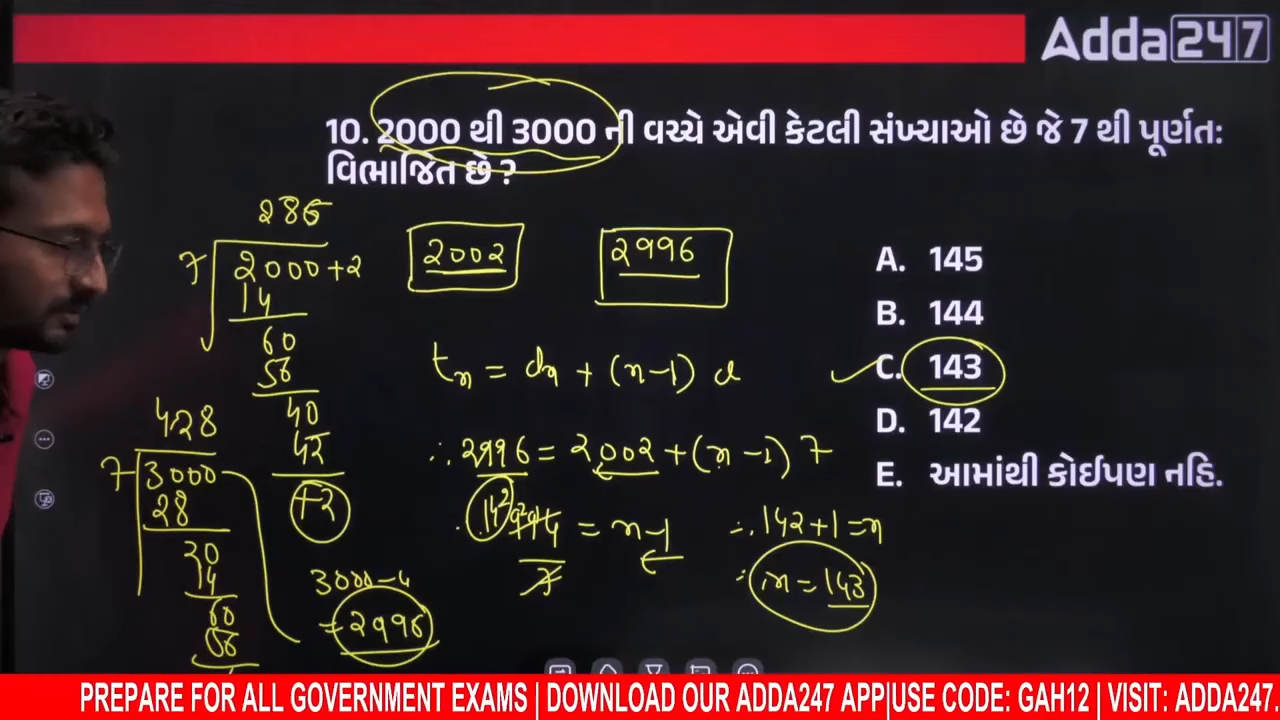 Adda247
10. 2000 થી 3000 ની વચ્ચે એવી કેટલી સંખ્યાઓ છે જે 7 થી પૂર્ણત:
વિભાજિત છે ?
A. 145
B. 144
C. 143
D. 142
E. આમાંથી કોઈપણ નહિ.
286
7 2000+2
14
60
56
40
42
+2
428
7 3000
28
20
14
60
56
3000-4
=2996
2002
2996
∴ 2996 = 2002 + (n-1) 7
142
= n-1
∴ 142+1=n
∴ n = 143
PREPARE FOR ALL GOVERNMENT EXAMS | DOWNLOAD OUR ADDA247 APP|USE CODE: GAH12 | VISIT: ADDA247.